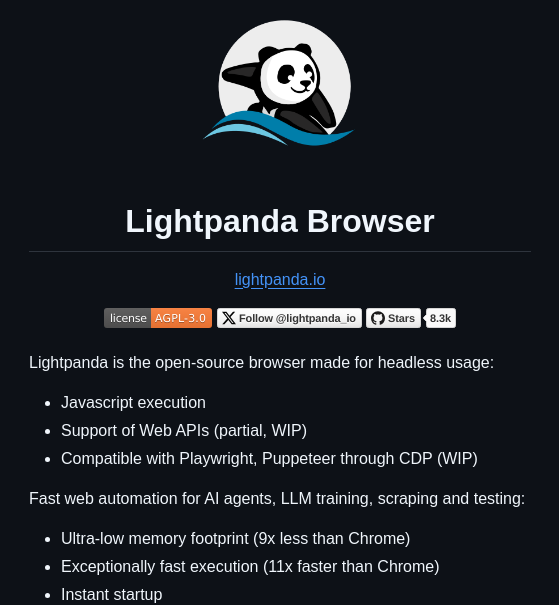 Lightpanda Browser
lightpanda.io
license AGPL-3.0 Follow @lightpanda_io Stars 8.3k
Lightpanda is the open-source browser made for headless usage:
• Javascript execution
• Support of Web APIs (partial, WIP)
• Compatible with Playwright, Puppeteer through CDP (WIP)
Fast web automation for AI agents, LLM training, scraping and testing:
• Ultra-low memory footprint (9x less than Chrome)
• Exceptionally fast execution (11x faster than Chrome)
• Instant startup